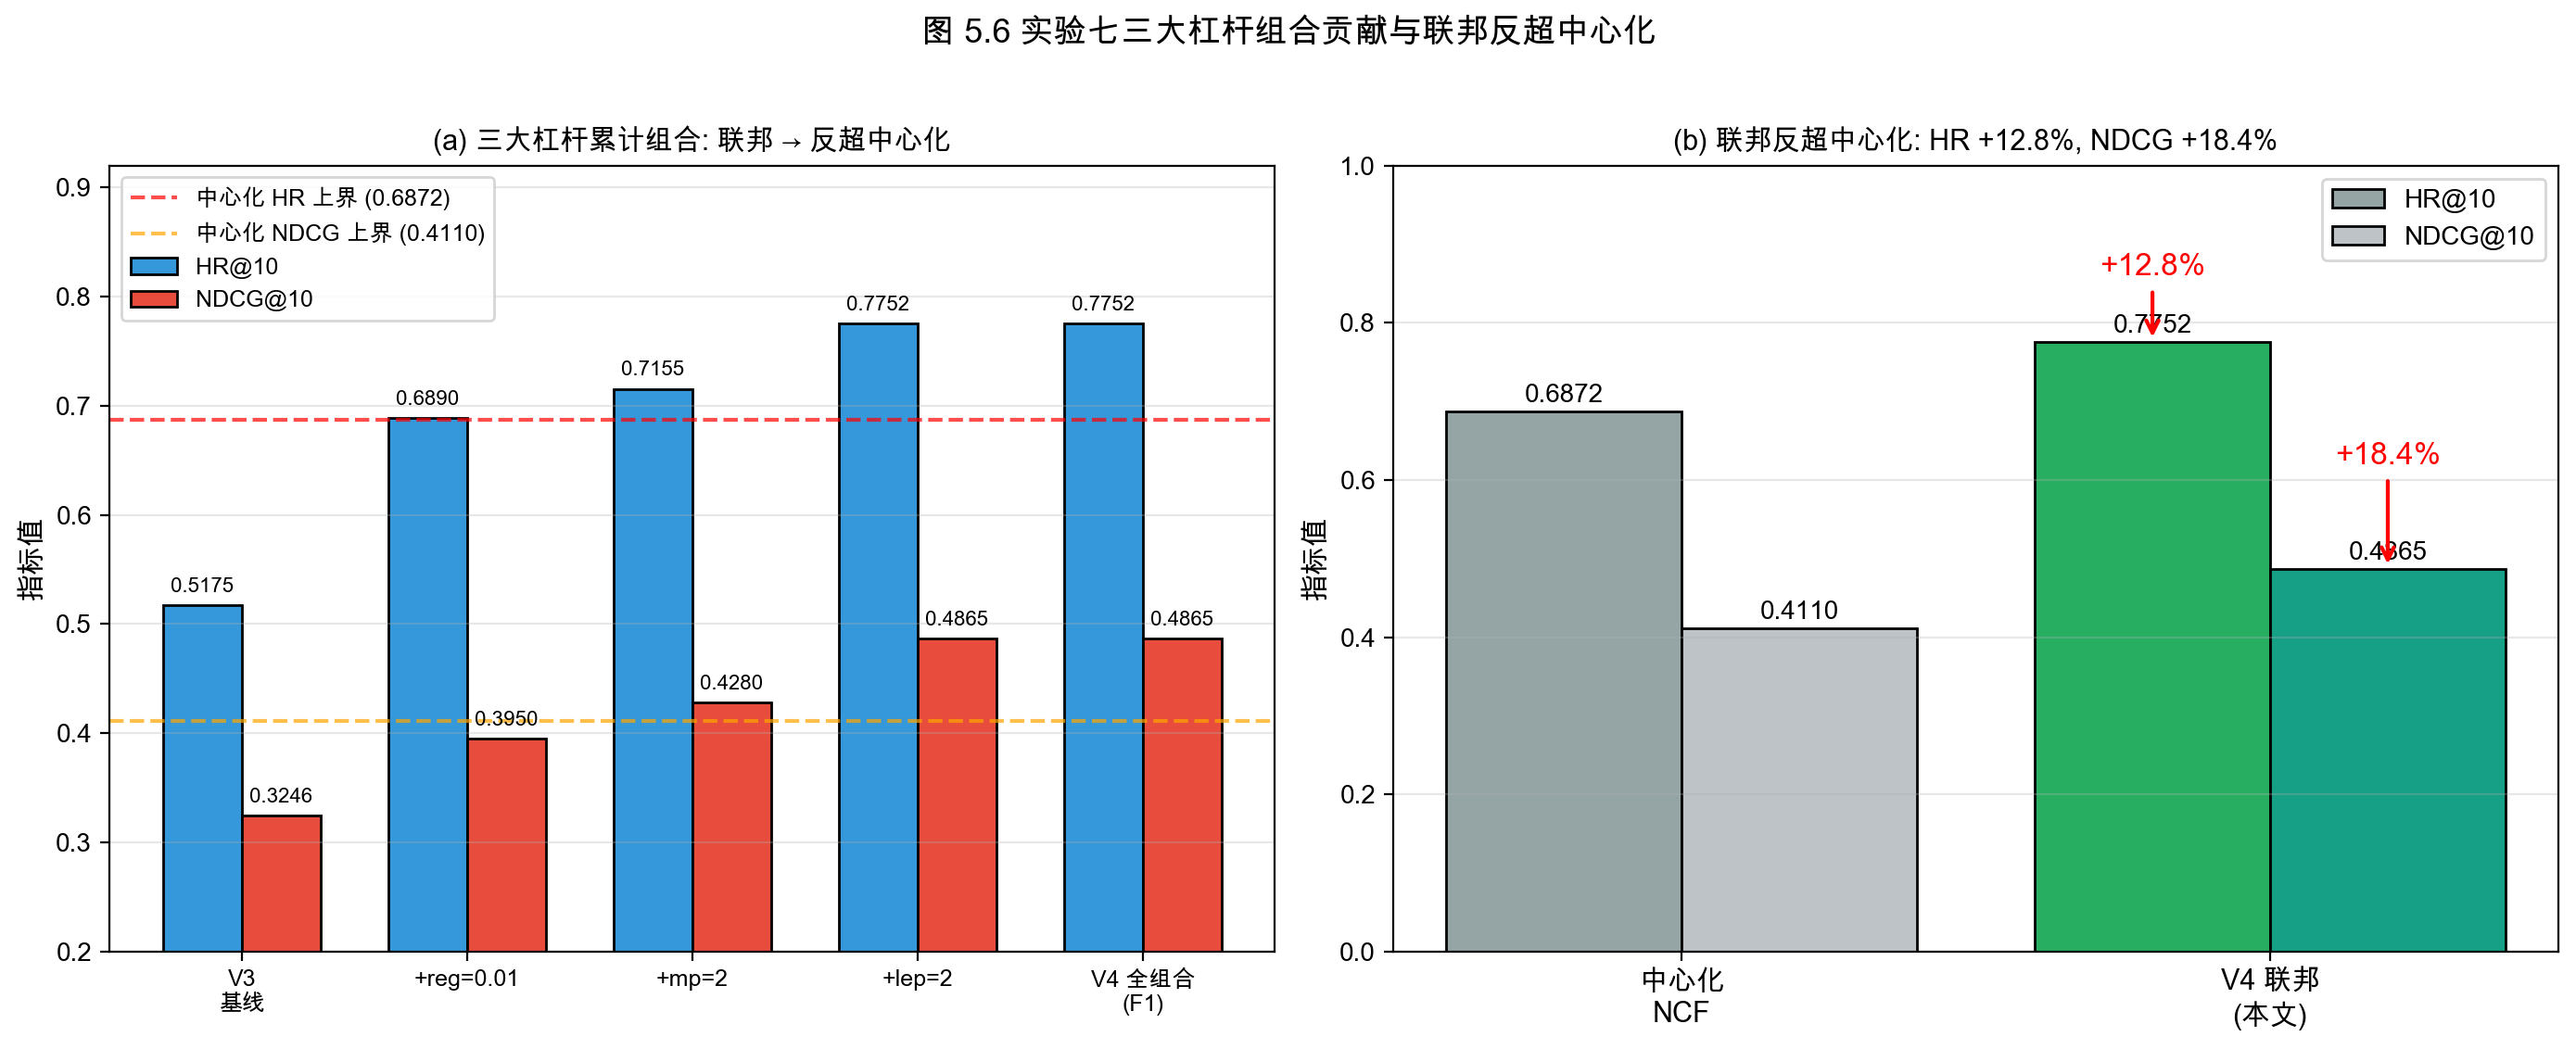 图 5.6 实验七三大杠杆组合贡献与联邦反超中心化
(a) 三大杠杆累计组合: 联邦 → 反超中心化
指标值
0.9
0.8
0.7
0.6
0.5
0.4
0.3
0.2
中心化 HR 上界 (0.6872)
中心化 NDCG 上界 (0.4110)
HR@10
NDCG@10
0.5175
0.3246
0.6890
0.3950
0.7155
0.4280
0.7752
0.4865
0.7752
0.4865
V3
基线
+reg=0.01
+mp=2
+lep=2
V4 全组合
(F1)
(b) 联邦反超中心化: HR +12.8%, NDCG +18.4%
指标值
1.0
0.8
0.6
0.4
0.2
0.0
HR@10
NDCG@10
0.6872
0.4110
+12.8%
0.7752
+18.4%
0.4865
中心化
NCF
V4 联邦
(本文)